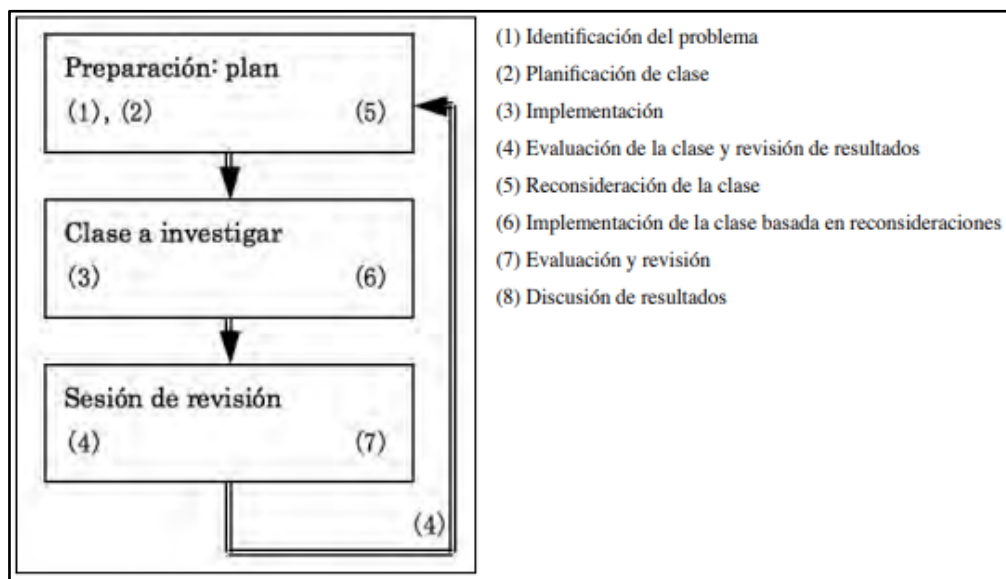 Preparación: plan
(1), (2) (5)
Clase a investigar
(3) (6)
Sesión de revisión
(4) (7)
(4)
(1) Identificación del problema
(2) Planificación de clase
(3) Implementación
(4) Evaluación de la clase y revisión de resultados
(5) Reconsideración de la clase
(6) Implementación de la clase basada en reconsideraciones
(7) Evaluación y revisión
(8) Discusión de resultados